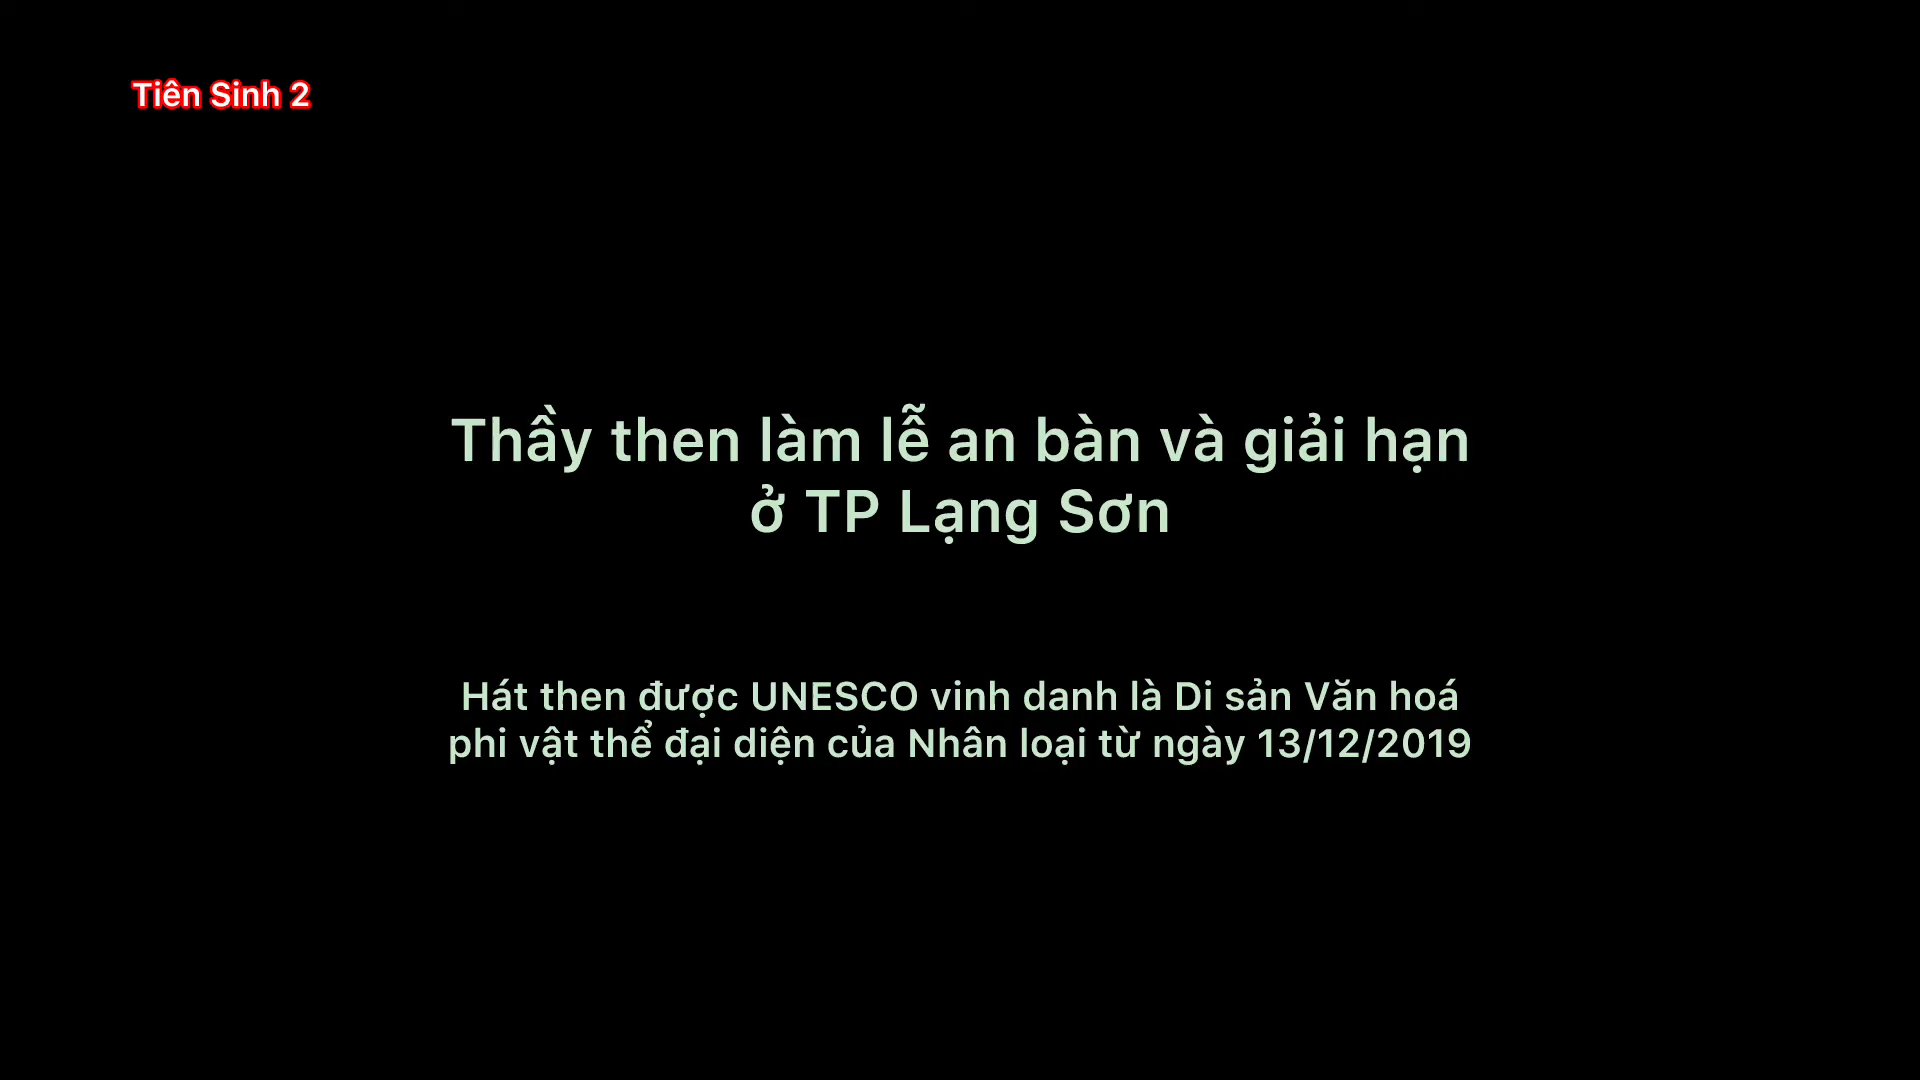 Tiên Sinh 2
Thầy then làm lễ an bàn và giải hạn
ở TP Lạng Sơn
Hát then được UNESCO vinh danh là Di sản Văn hoá
phi vật thể đại diện của Nhân loại từ ngày 13/12/2019